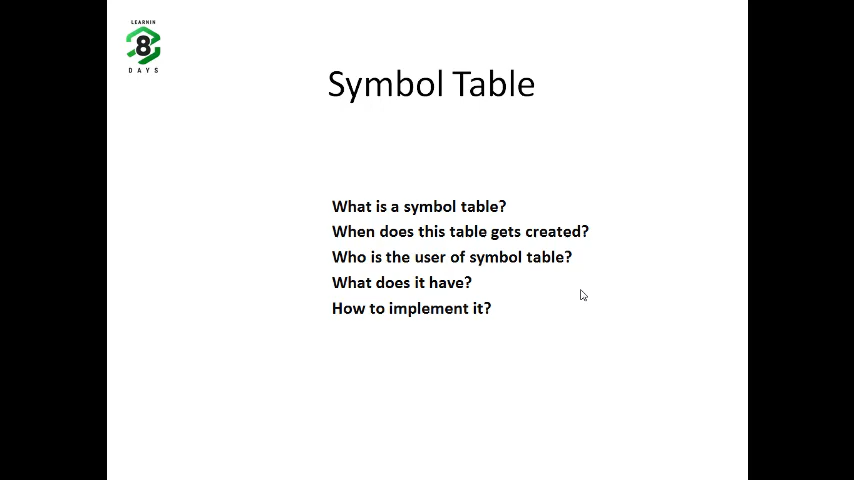 LEARNIN
8
DAYS
Symbol Table
What is a symbol table?
When does this table gets created?
Who is the user of symbol table?
What does it have?
How to implement it?